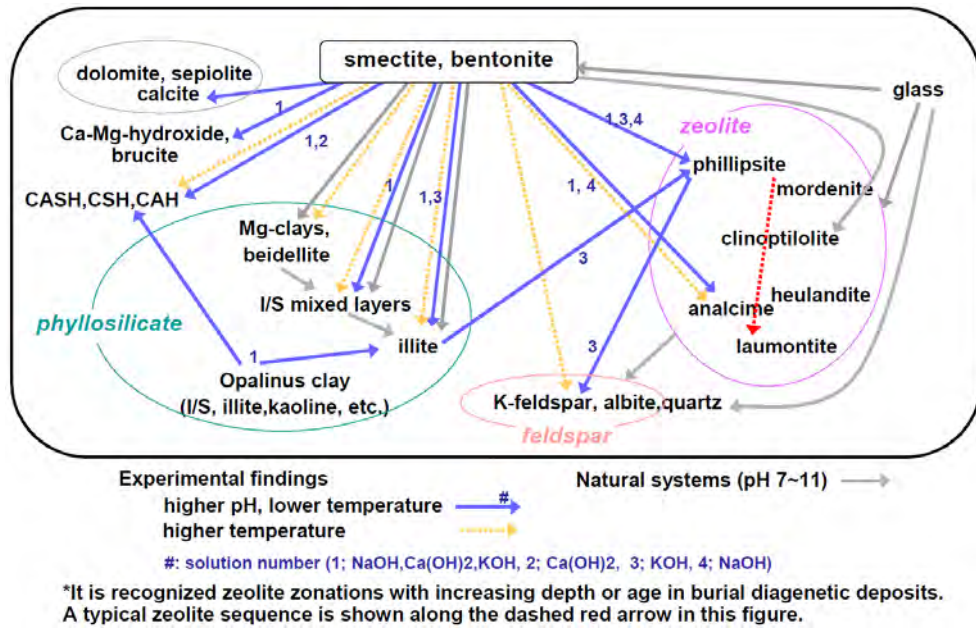 smectite, bentonite
dolomite, sepiolite
calcite
glass
1
Ca-Mg-hydroxide,
brucite
1,2
1,3,4
zeolite
phillipsite
mordenite
CASH,CSH,CAH
1
1,3
1, 4
Mg-clays,
beidellite
clinoptilolite
3
I/S mixed layers
heulandite
analcime
phyllosilicate
illite
laumontite
1
3
Opalinus clay
(I/S, illite,kaoline, etc.)
K-feldspar, albite,quartz
feldspar
Experimental findings
Natural systems (pH 7~11)
higher pH, lower temperature
#
higher temperature
#: solution number (1; NaOH,Ca(OH)2,KOH, 2; Ca(OH)2, 3; KOH, 4; NaOH)
*It is recognized zeolite zonations with increasing depth or age in burial diagenetic deposits.
A typical zeolite sequence is shown along the dashed red arrow in this figure.